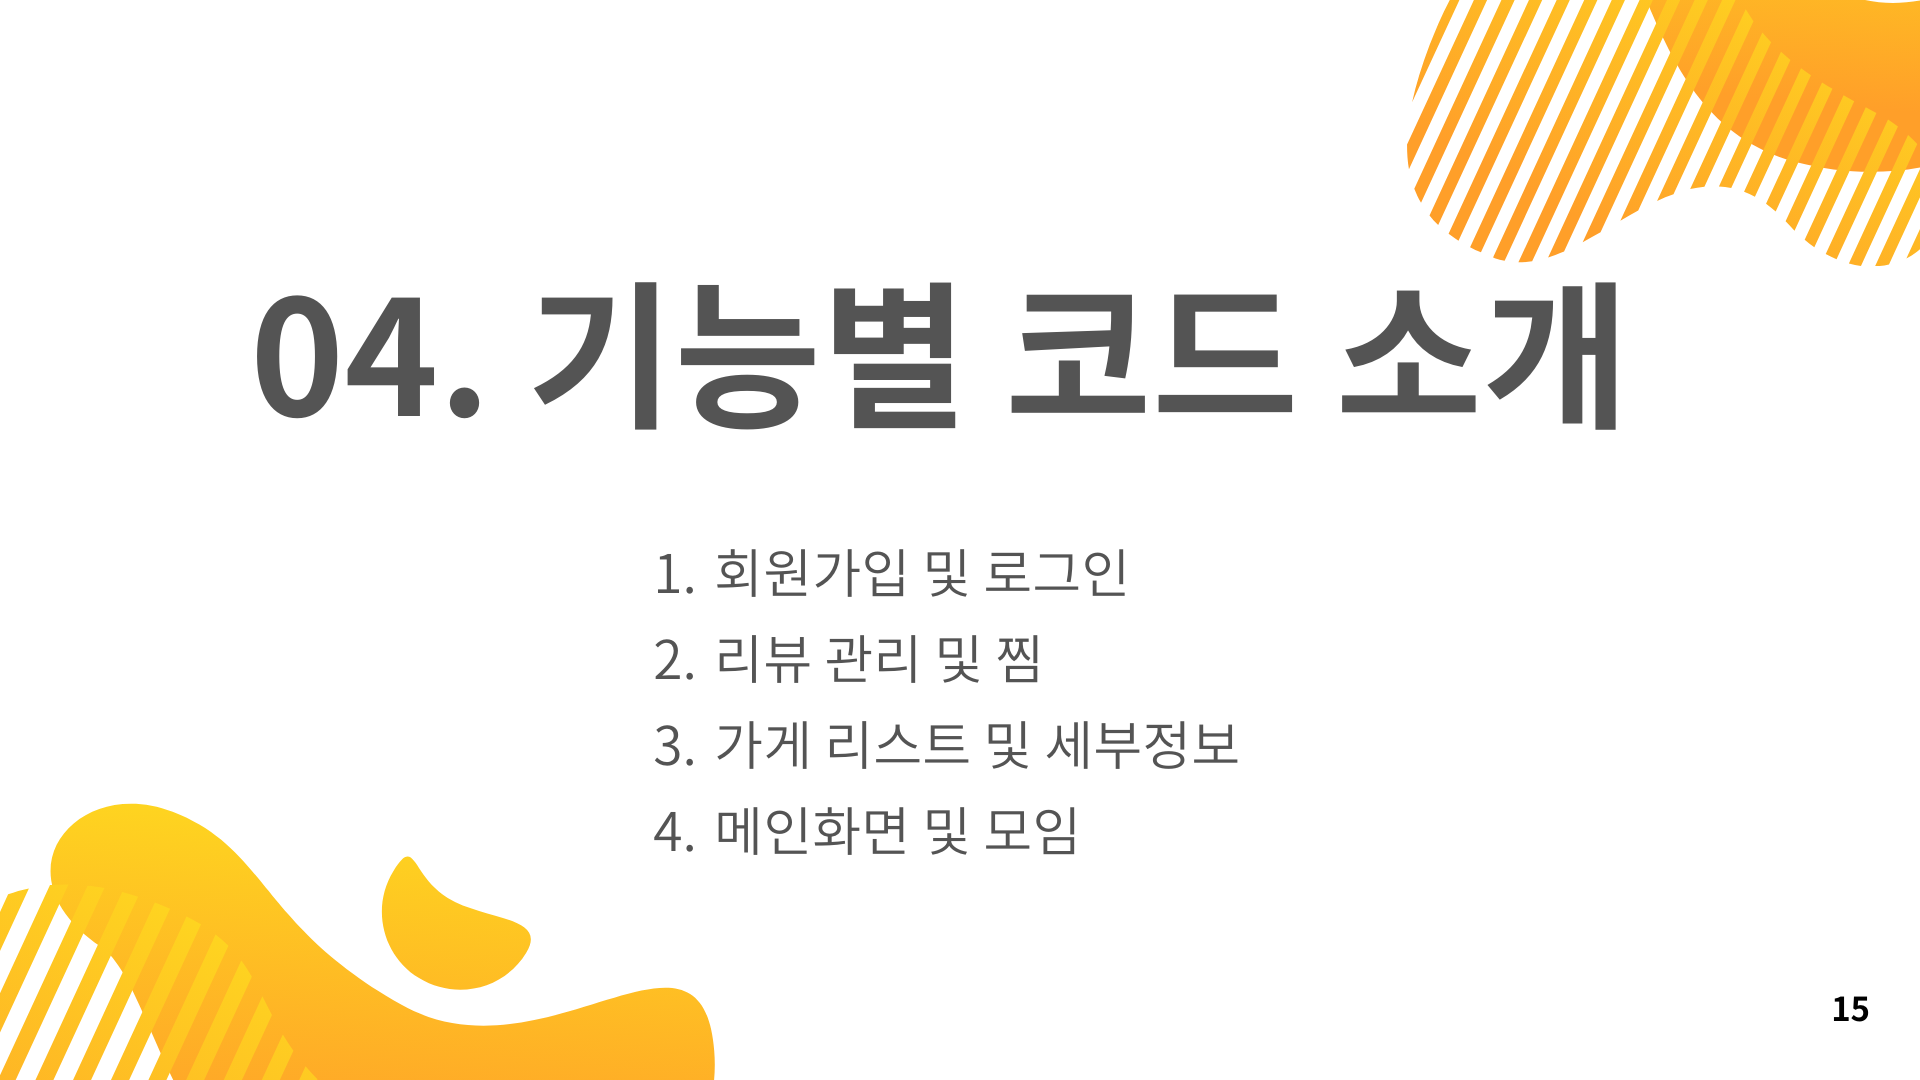 04. 기능별 코드 소개
1. 회원가입 및 로그인
2. 리뷰 관리 및 찜
3. 가게 리스트 및 세부정보
4. 메인화면 및 모임
15